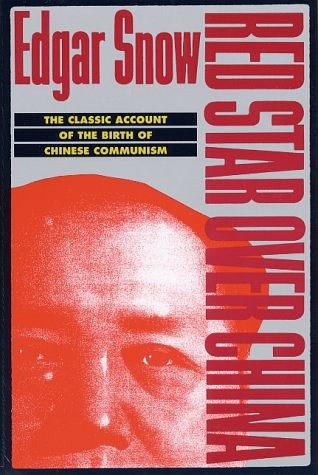 Edgar Snow
RED STAR OVER CHINA
THE CLASSIC ACCOUNT
OF THE BIRTH OF
CHINESE COMMUNISM